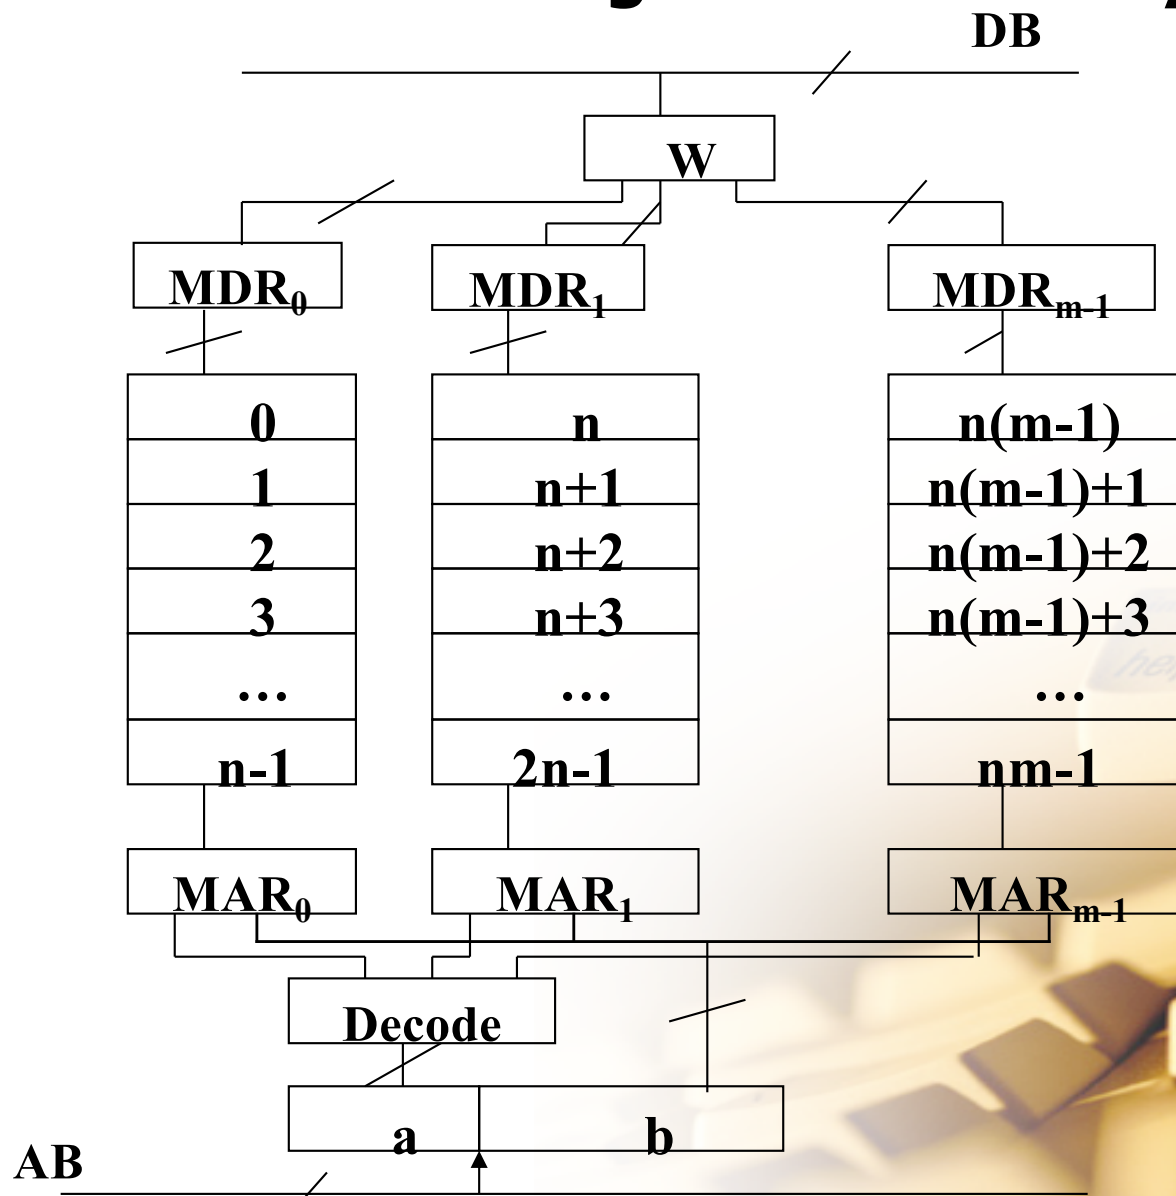 DB
W
MDR0 MDR1 MDRm-1
0 n n(m-1)
1 n+1 n(m-1)+1
2 n+2 n(m-1)+2
3 n+3 n(m-1)+3
… … …
n-1 2n-1 nm-1
MAR0 MAR1 MARm-1
Decode
a b
AB